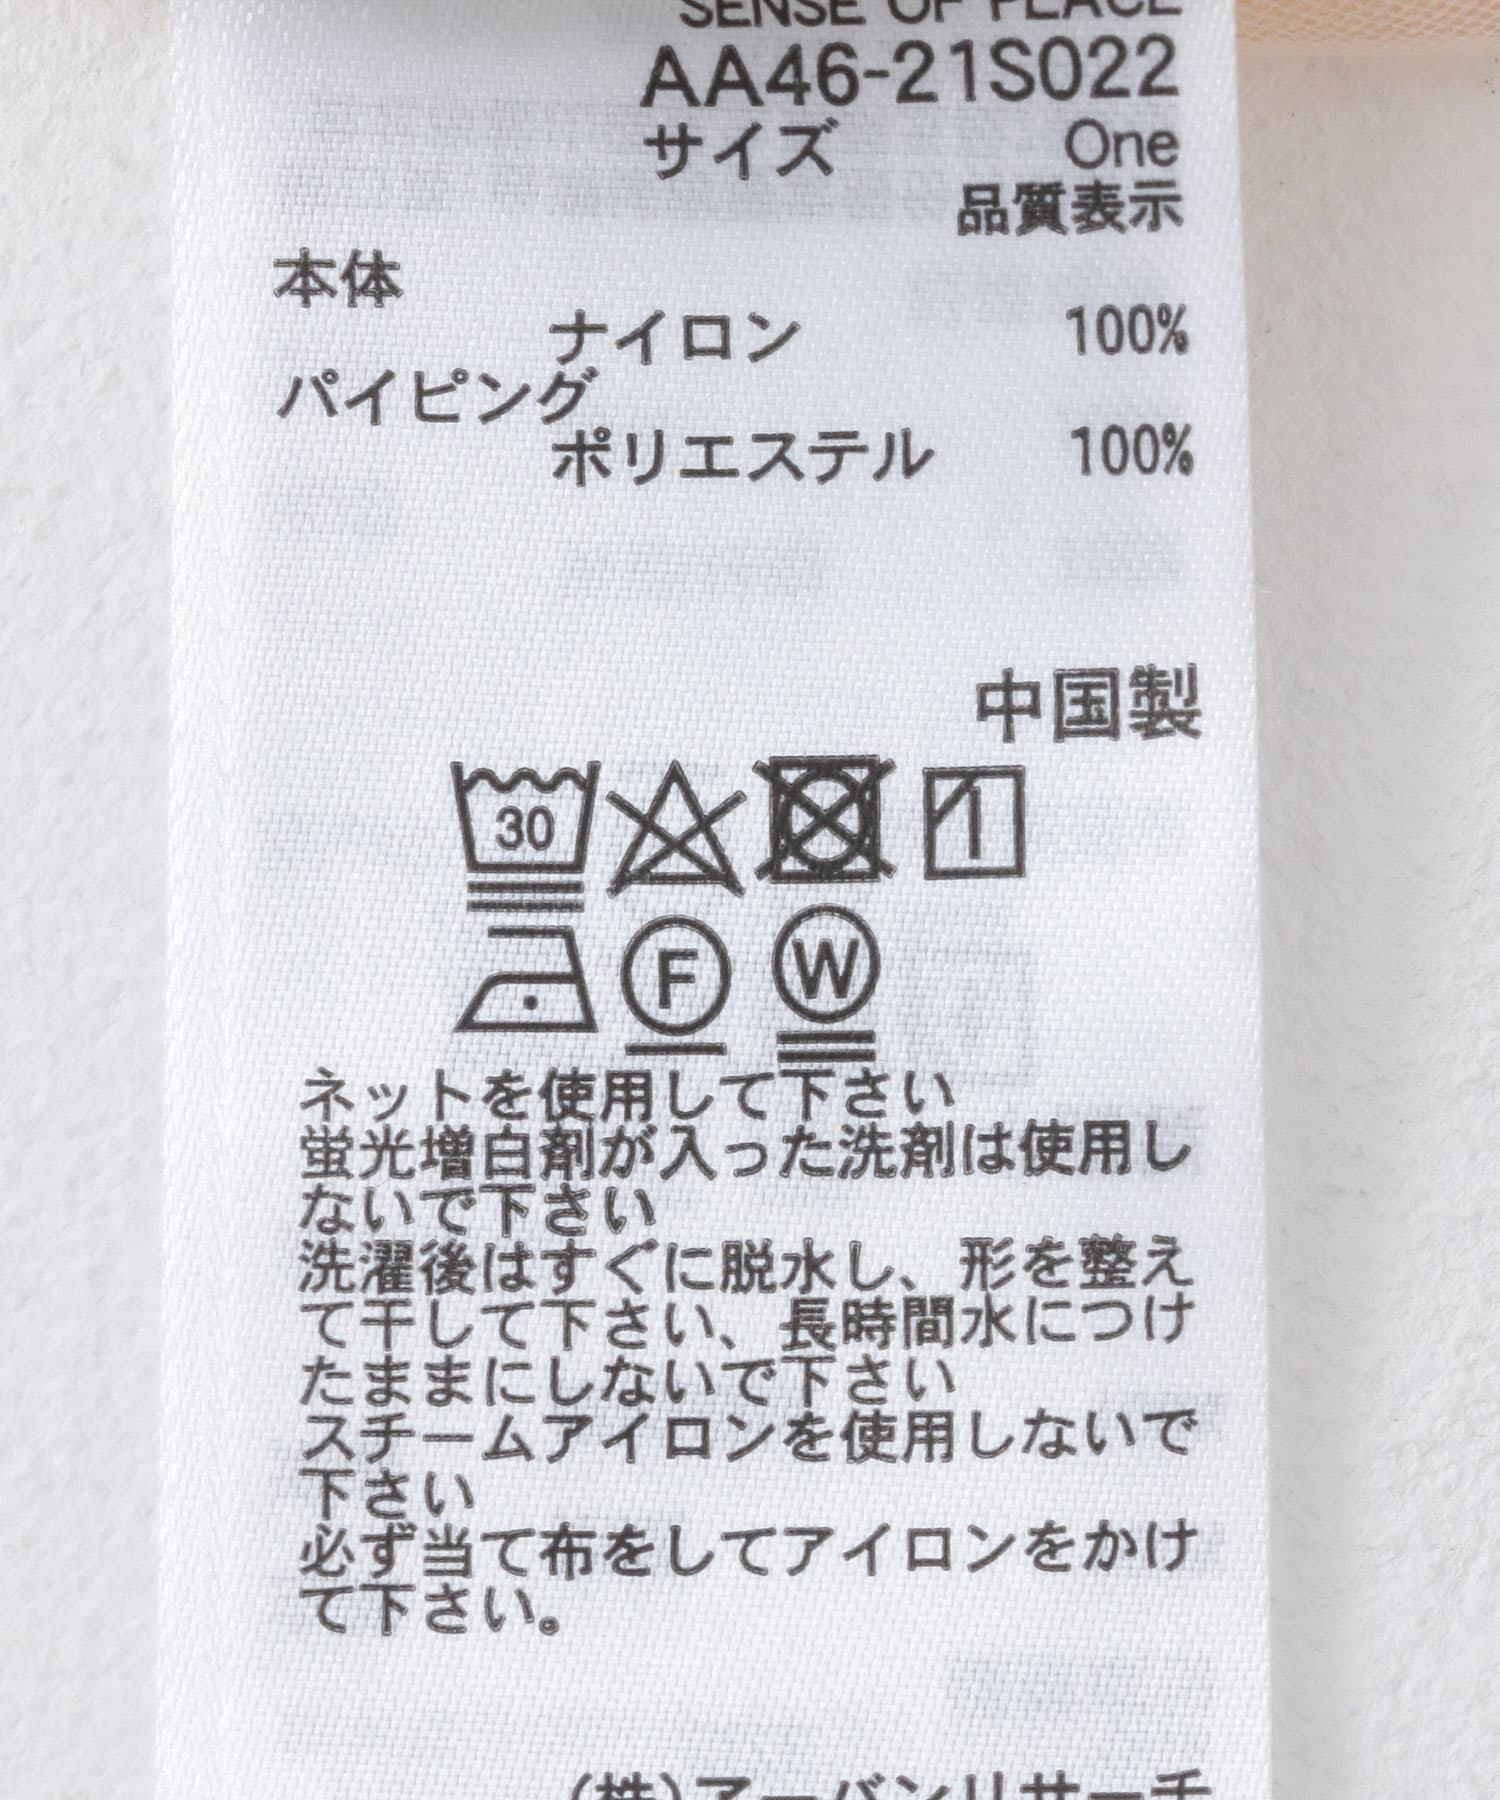 SENSE OF PLACE
AA46-21S022
サイズ One
品質表示
本体
ナイロン 100%
パイピング
ポリエステル 100%
中国製
30
F W
ネットを使用して下さい
蛍光増白剤が入った洗剤は使用し
ないで下さい
洗濯後はすぐに脱水し、形を整え
て干して下さい、長時間水につけ
たままにしないで下さい
スチームアイロンを使用しないで
下さい
必ず当て布をしてアイロンをかけ
て下さい。
(株)アーバンリサーチ